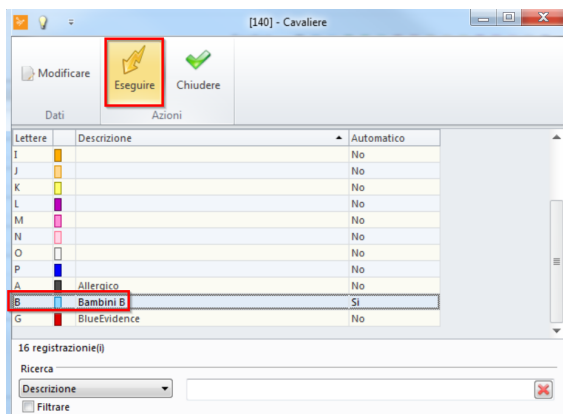 [140] - Cavaliere
Modificare
Eseguire
Chiudere
Dati
Azioni
Lettere Descrizione Automatico
I No
J No
K No
L No
M No
N No
O No
P No
A Allergico No
B Bambini B Si
G BlueEvidence No
16 registrazionie(i)
Ricerca
Descrizione
Filtrare